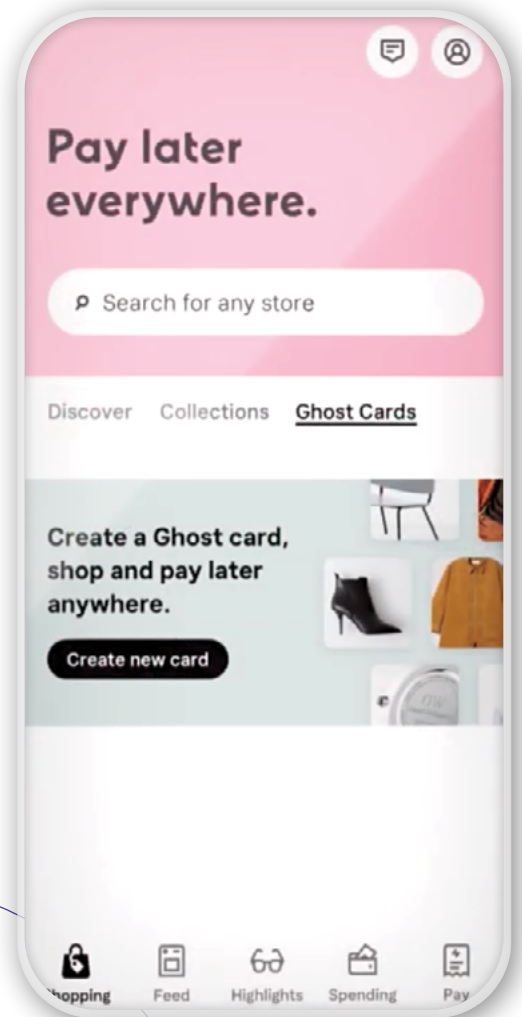 Pay later
everywhere.
Search for any store
Discover Collections Ghost Cards
Create a Ghost card,
shop and pay later
anywhere.
Create new card
Shopping Feed Highlights Spending Pay